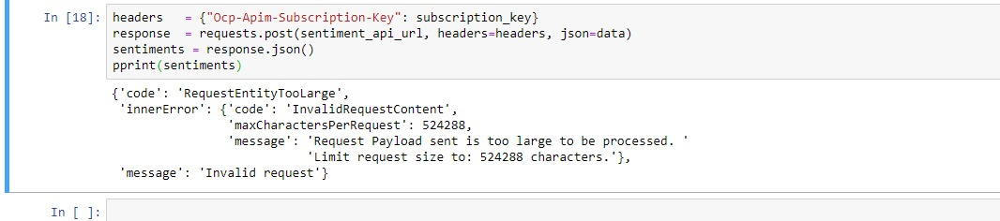 In [18]: headers   = {"Ocp-Apim-Subscription-Key": subscription_key}
response  = requests.post(sentiment_api_url, headers=headers, json=data)
sentiments = response.json()
pprint(sentiments)
{'code': 'RequestEntityTooLarge',
 'innerError': {'code': 'InvalidRequestContent',
                'maxCharactersPerRequest': 524288,
                'message': 'Request Payload sent is too large to be processed. '
                           'Limit request size to: 524288 characters.'},
 'message': 'Invalid request'}
In [ ]: